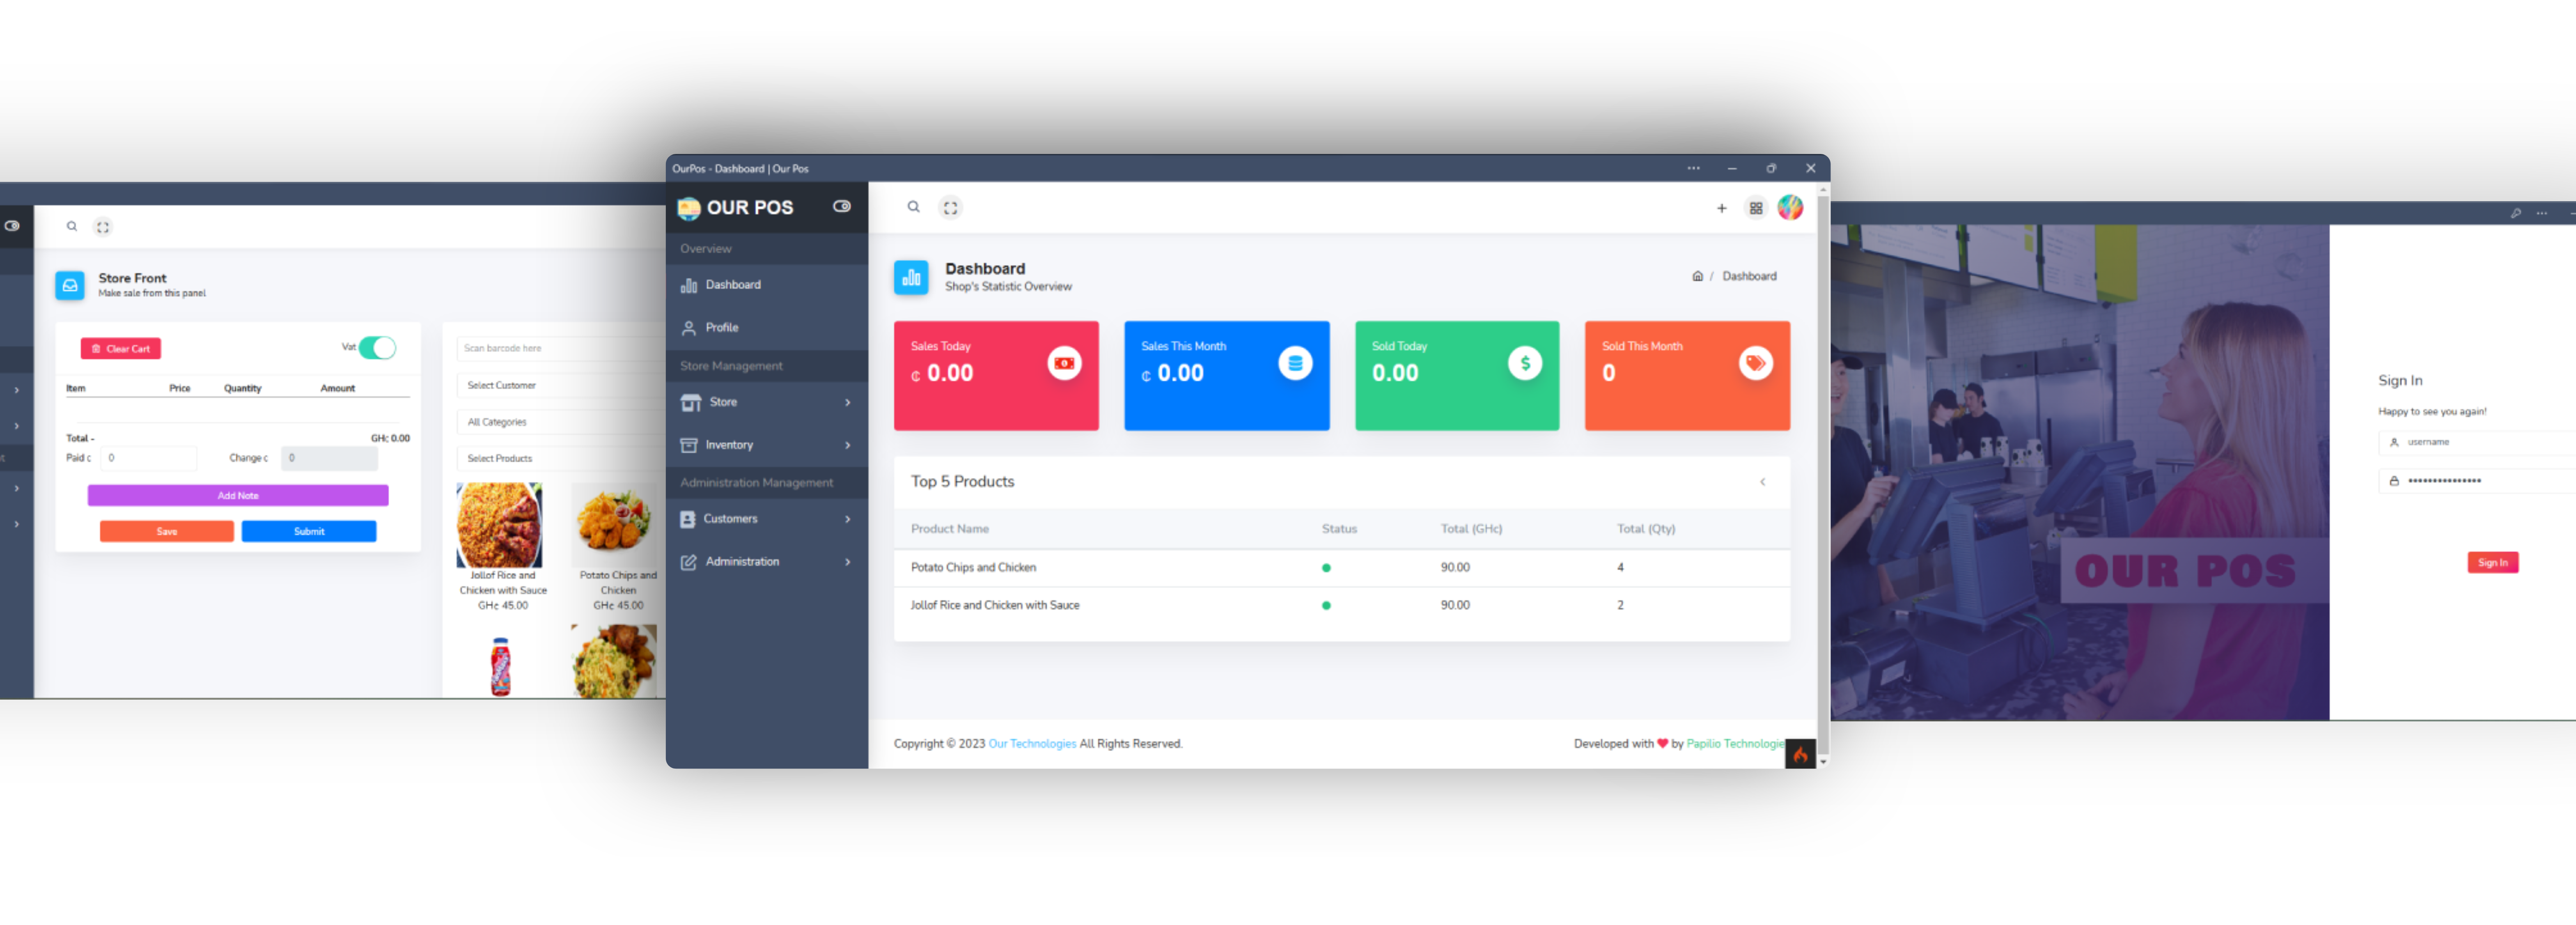 Store Front
Make sale from this panel
Clear Cart
Vat
Item Price Quantity Amount
Total - GH¢ 0.00
Paid ¢ 0 Change ¢ 0
Add Note
Save Submit
Scan barcode here
Select Customer
All Categories
Select Products
Jollof Rice and
Chicken with Sauce
GH¢ 45.00
Potato Chips and
Chicken
GH¢ 45.00
OurPos - Dashboard | Our Pos
OUR POS
Overview
Dashboard
Profile
Store Management
Store
Inventory
Administration Management
Customers
Administration
Dashboard
Shop's Statistic Overview
/ Dashboard
Sales Today
¢ 0.00
Sales This Month
¢ 0.00
Sold Today
0.00
Sold This Month
0
Top 5 Products
Product Name Status Total (GH¢) Total (Qty)
Potato Chips and Chicken 90.00 4
Jollof Rice and Chicken with Sauce 90.00 2
Copyright © 2023 Our Technologies All Rights Reserved.
Developed with ❤ by Papilio Technologie
OUR POS
Sign In
Happy to see you again!
username
•••••••••••••••
Sign In